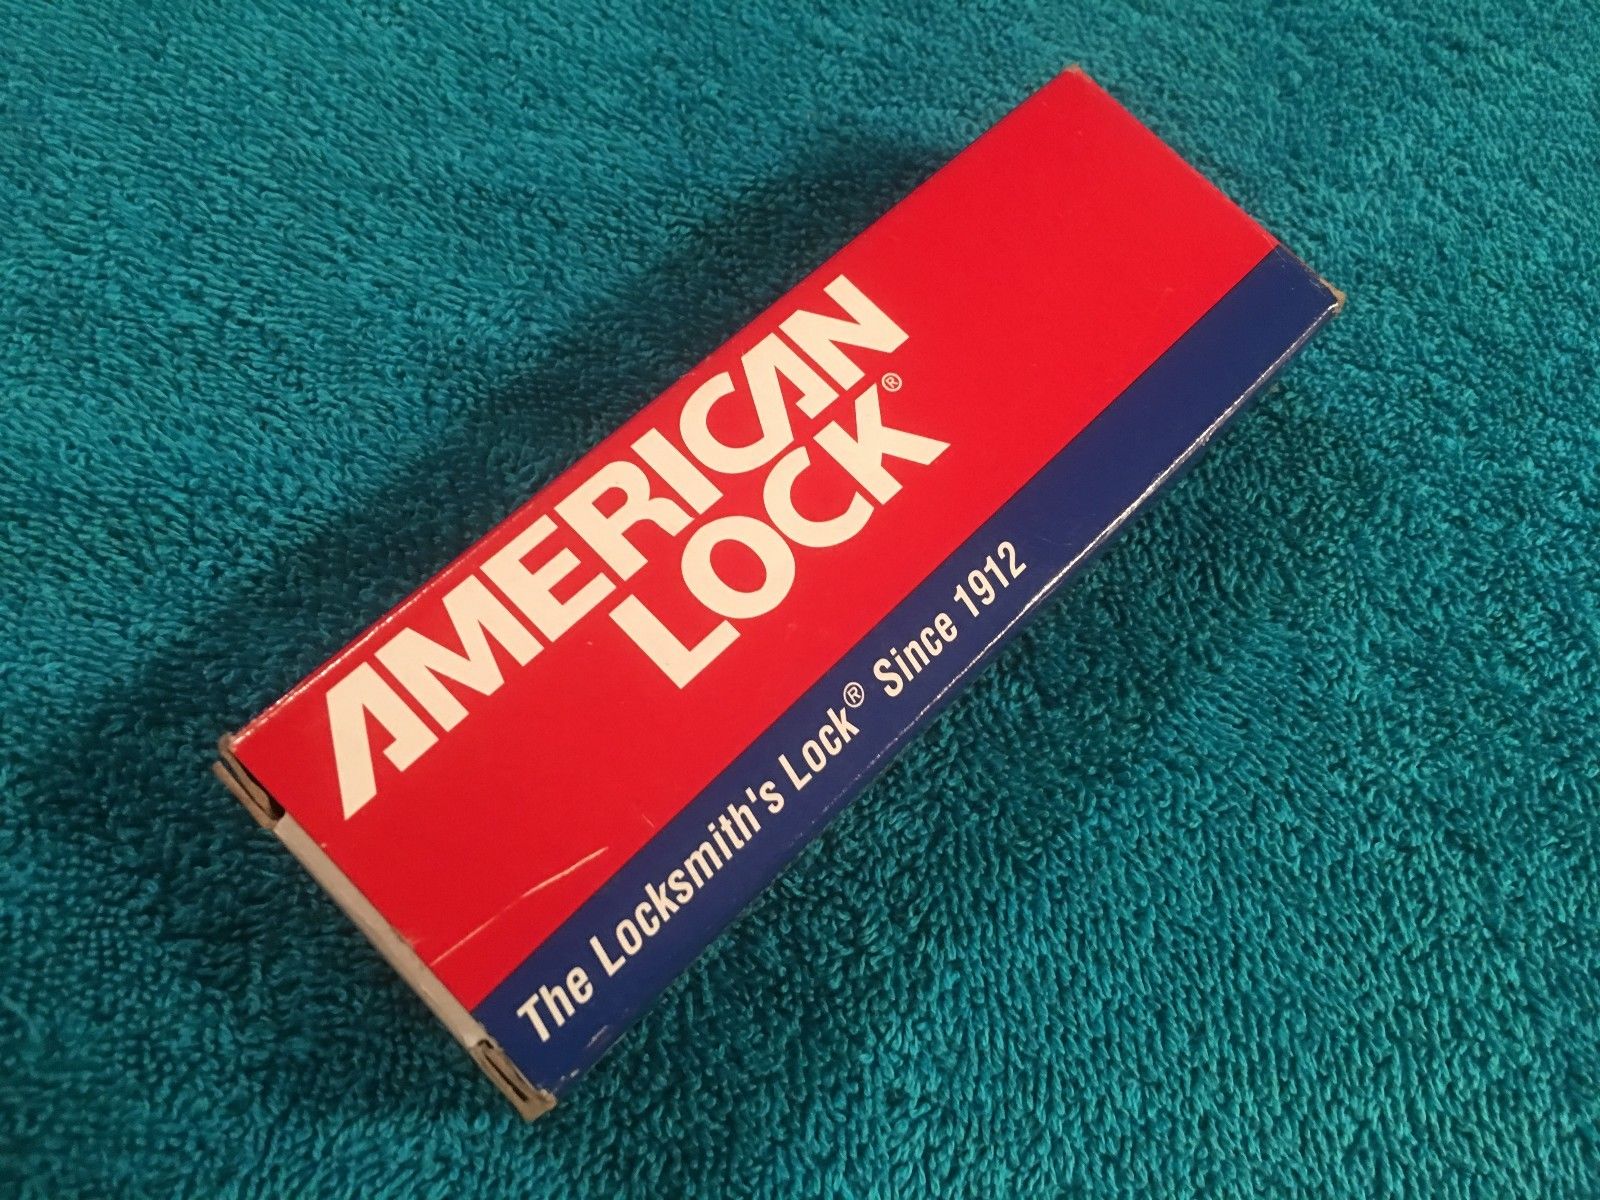 AMERICAN
LOCK®
The Locksmith's Lock® Since 1912